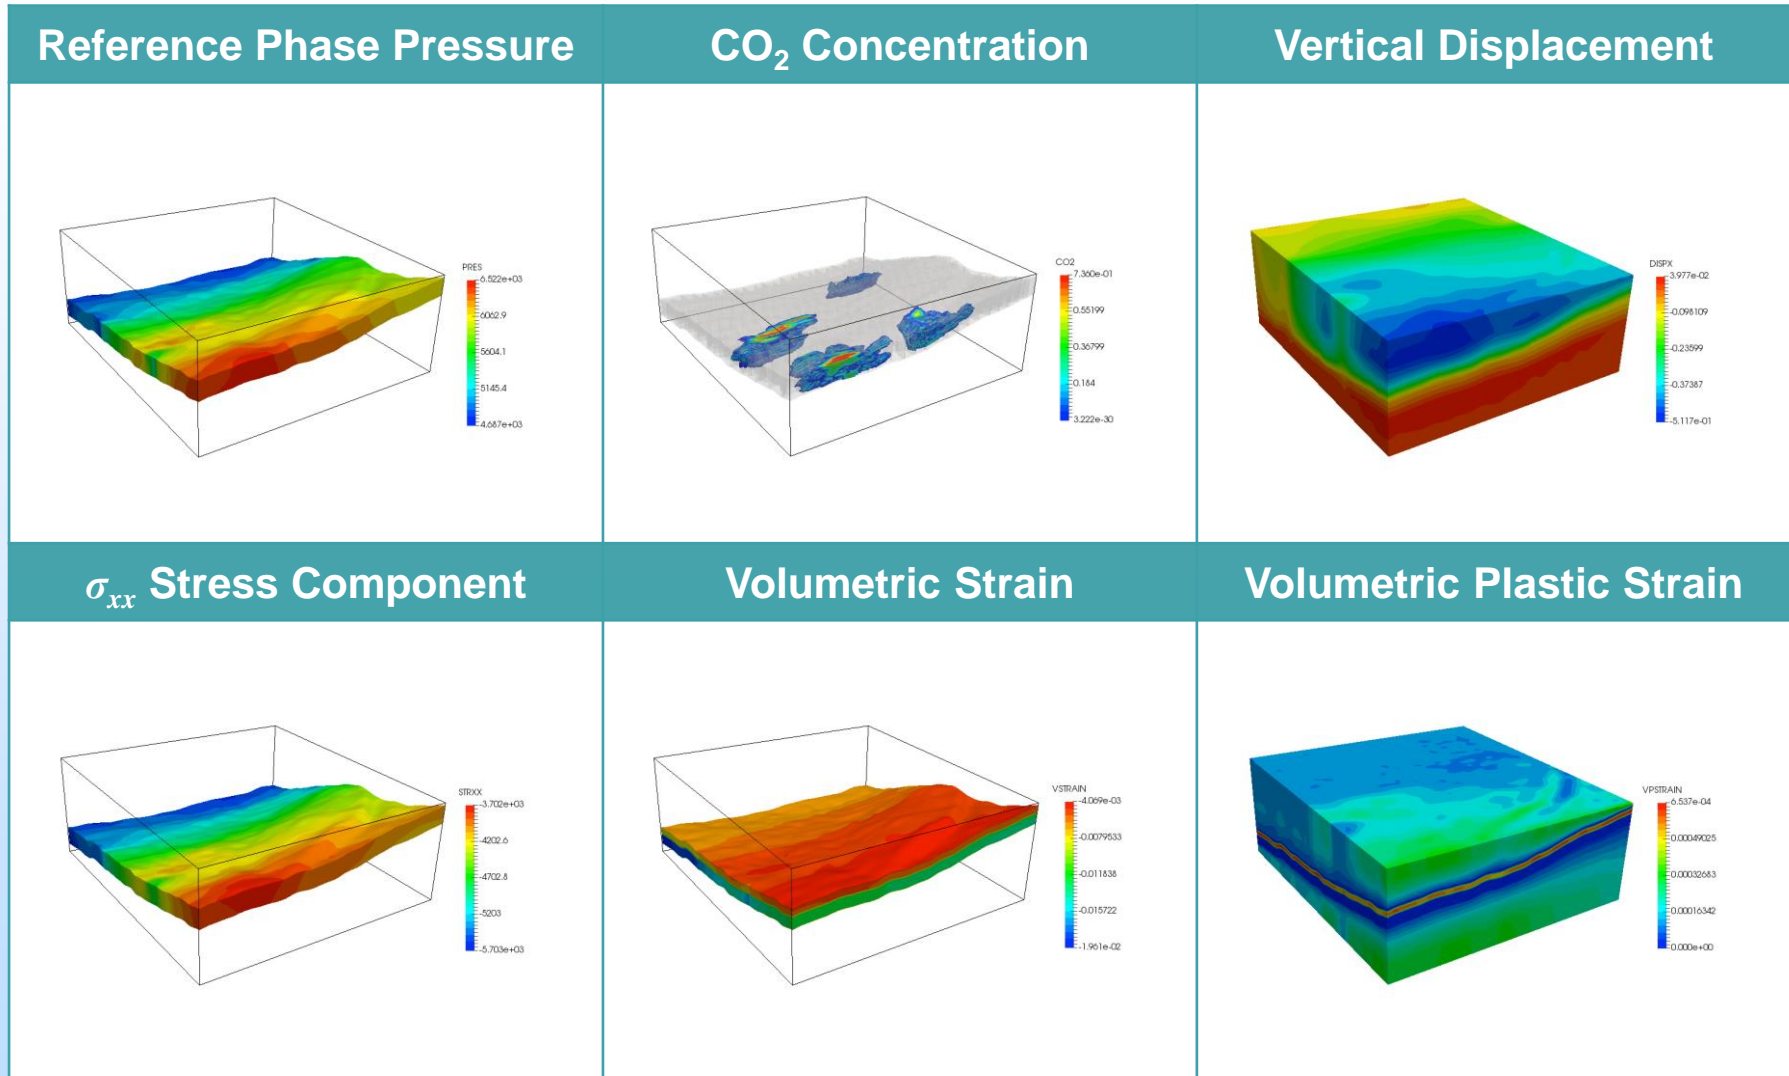 Reference Phase Pressure
CO2 Concentration
Vertical Displacement
PRES
6.522e+03
6062.9
5604.1
5145.4
4.687e+03
CO2
7.360e-01
0.55199
0.36799
0.184
3.222e-30
DISPX
3.977e-02
-0.098109
-0.23599
-0.37387
-5.117e-01
σxx Stress Component
Volumetric Strain
Volumetric Plastic Strain
STRXX
-3.702e+03
-4202.6
-4702.8
-5203
-5.703e+03
VSTRAIN
-4.069e-03
-0.0079533
-0.011838
-0.015722
-1.961e-02
VPSTRAIN
6.537e-04
0.00049025
0.00032683
0.00016342
0.000e+00